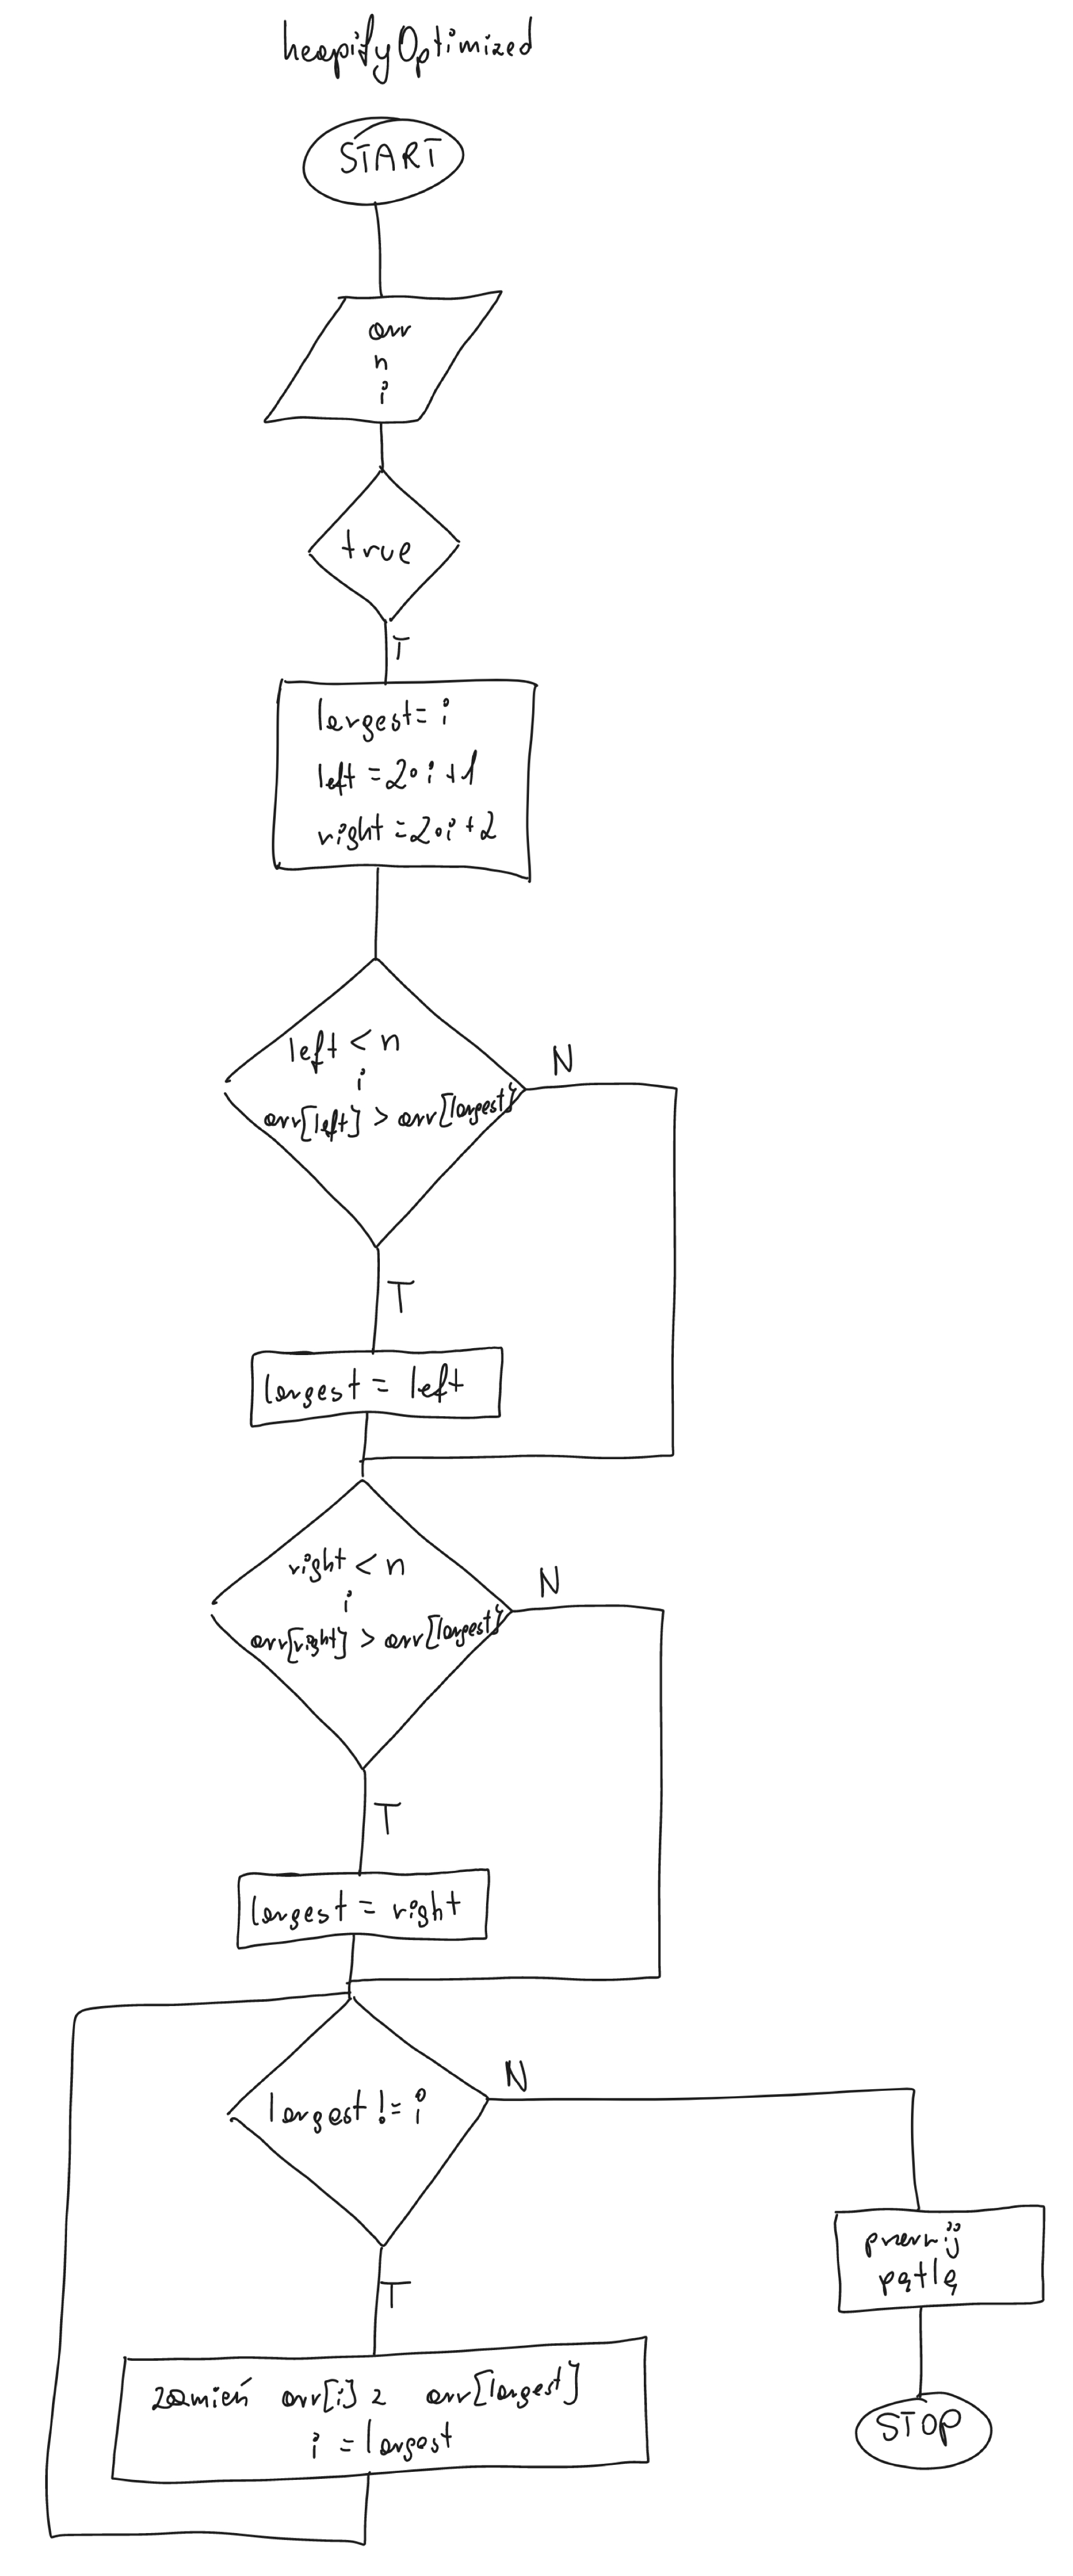 heapifyOptimized
START
arr
n
i
true
T
largest = i
left = 2∘i+1
right = 2∘i+2
left < n
i
arr[left] > arr[largest]
N
T
largest = left
right < n
i
arr[right] > arr[largest]
N
T
largest = right
largest != i
N
T
przerwij
pętlę
zamień arr[i] z arr[largest]
i = largest
STOP